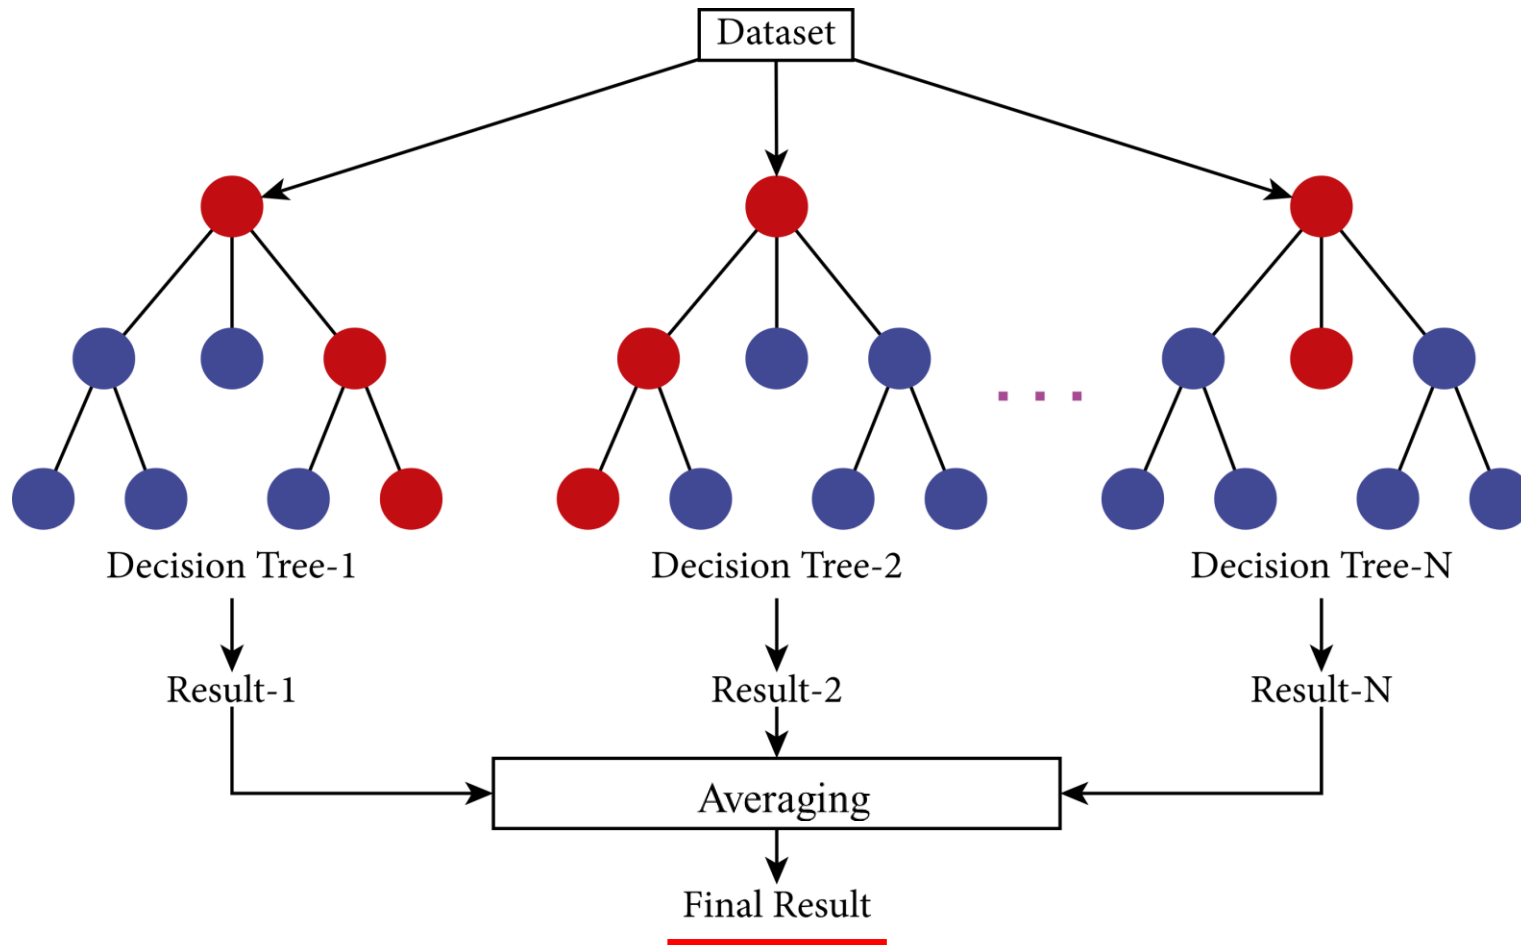 Dataset
Decision Tree-1
Decision Tree-2
Decision Tree-N
Result-1
Result-2
Result-N
Averaging
Final Result